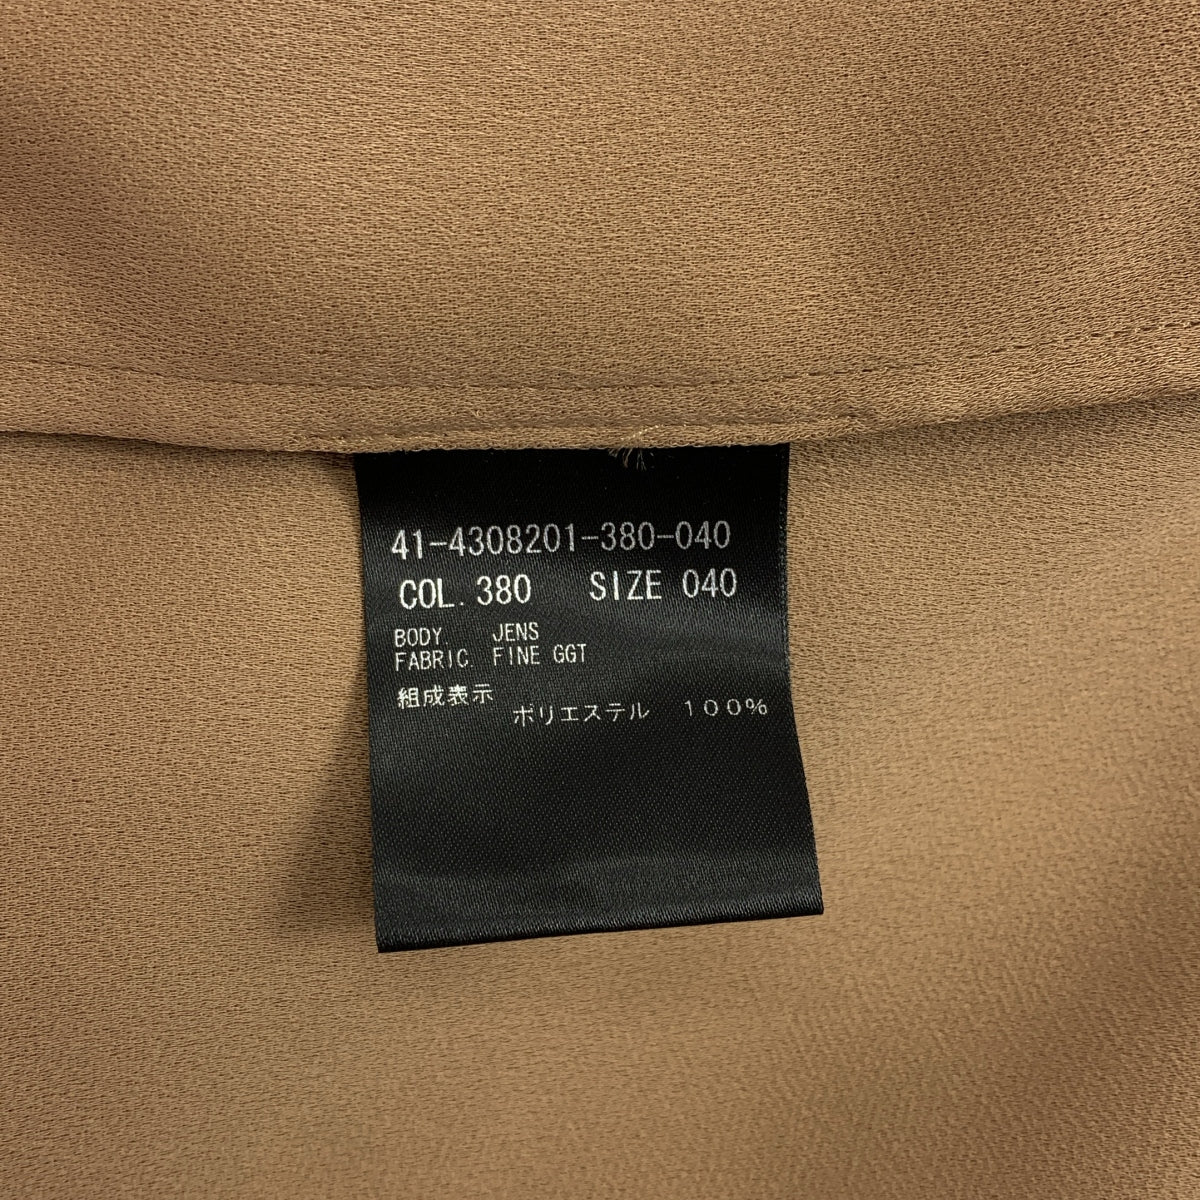 41-4308201-380-040
COL. 380 SIZE 040
BODY JENS
FABRIC FINE GGT
組成表示
ポリエステル 100%